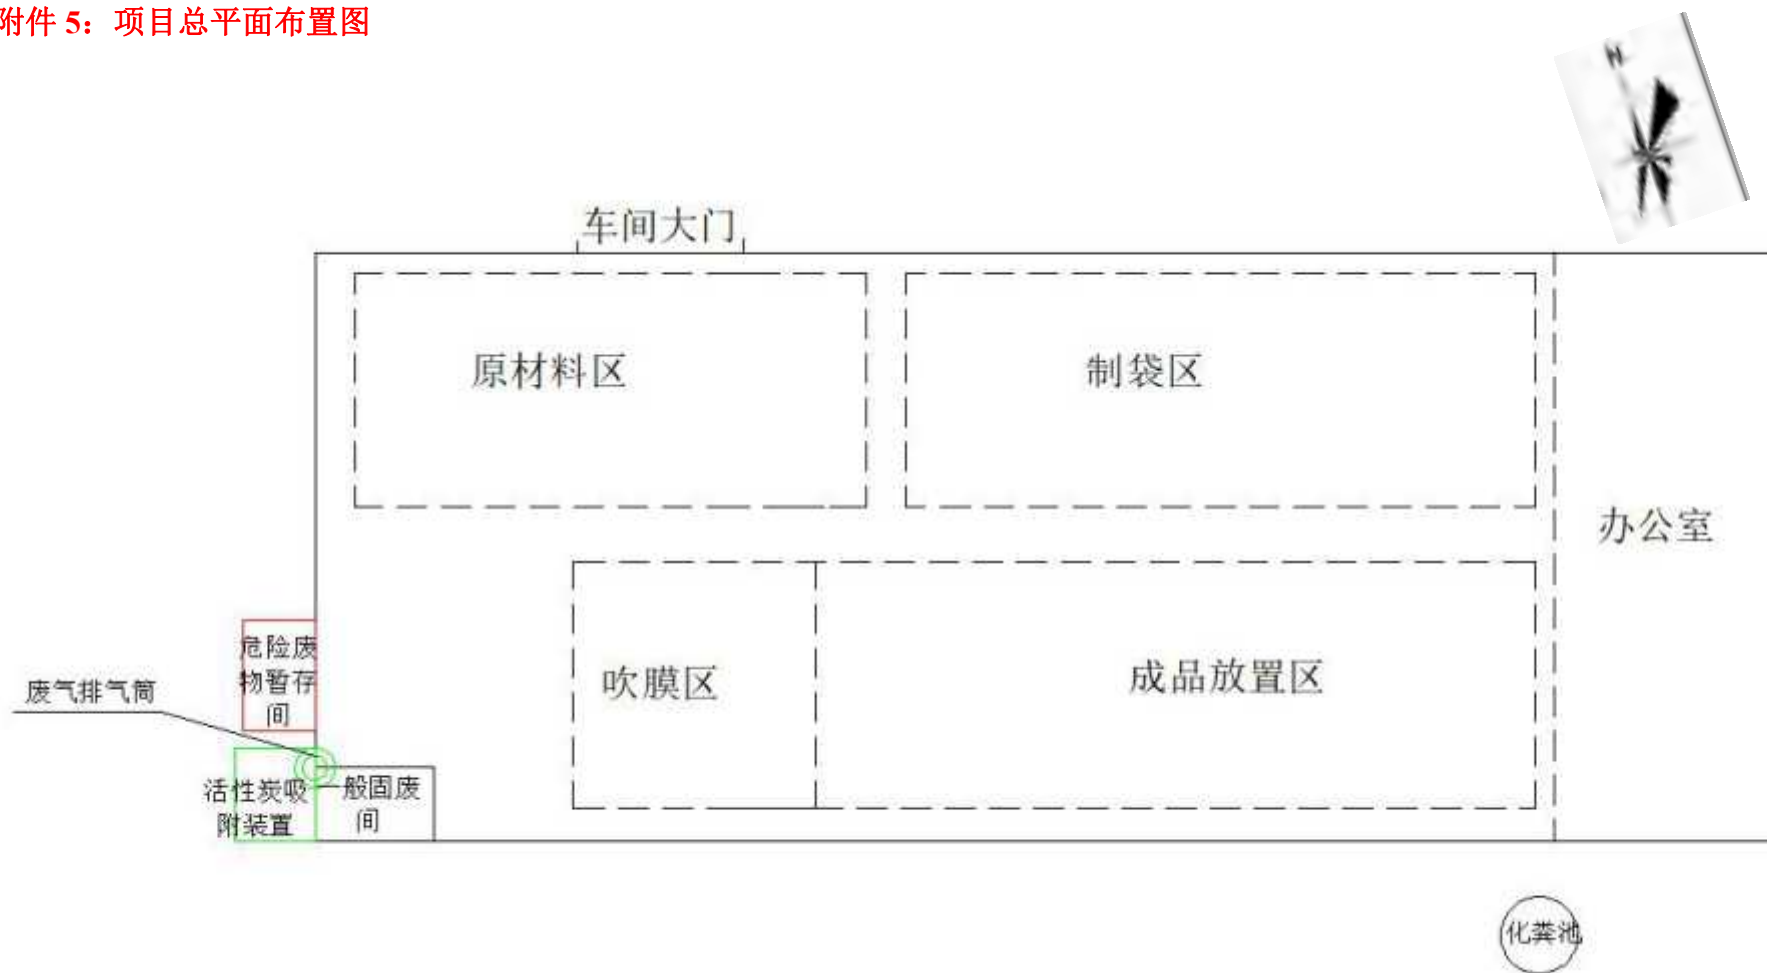 附件 5：项目总平面布置图
N
车间大门
原材料区
制袋区
办公室
危险废
物暂存
间
废气排气筒
吹膜区
成品放置区
活性炭吸
附装置
一般固废
间
化粪池